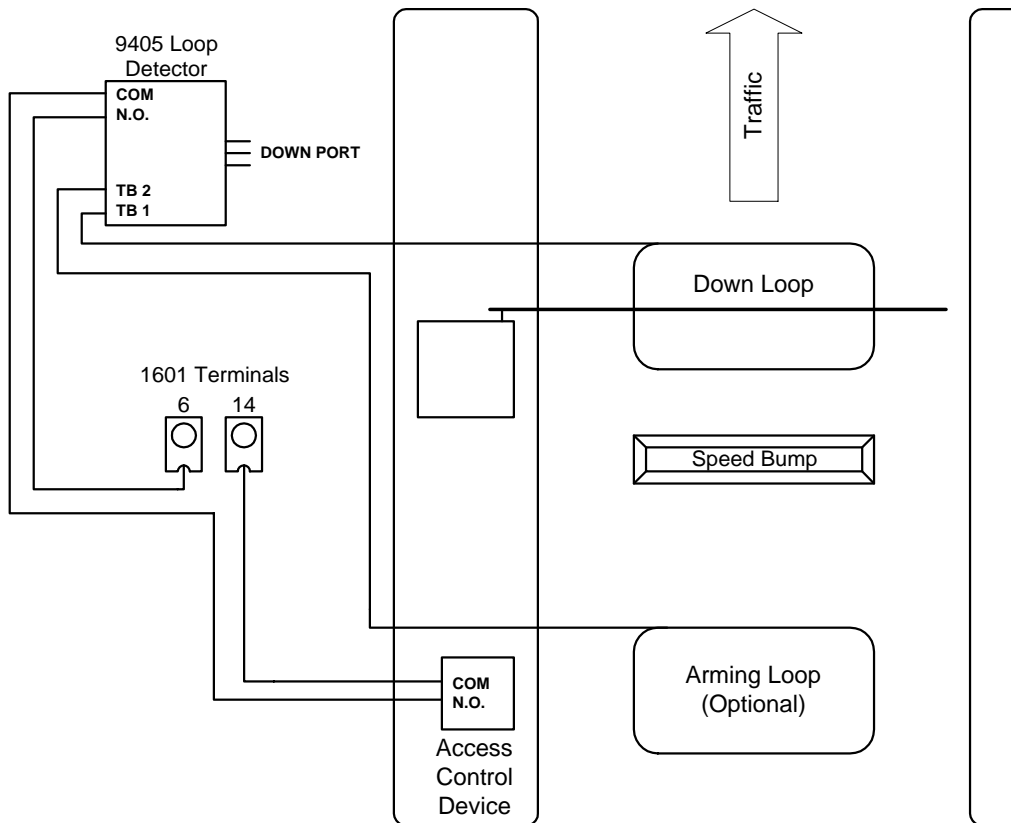 9405 Loop
Detector
COM
N.O.
DOWN PORT
TB 2
TB 1
Traffic
Down Loop
1601 Terminals
6 14
Speed Bump
COM
N.O.
Access
Control
Device
Arming Loop
(Optional)